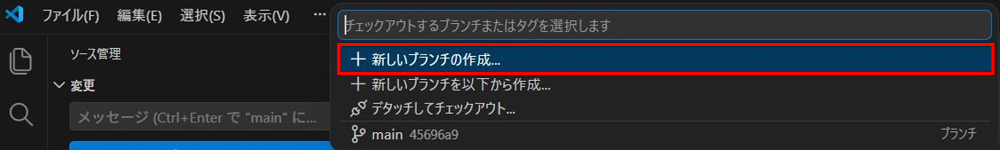 ファイル(F) 編集(E) 選択(S) 表示(V) …
チェックアウトするブランチまたはタグを選択します
ソース管理
新しいブランチの作成...
変更
新しいブランチを以下から作成...
デタッチしてチェックアウト...
メッセージ (Ctrl+Enter で "main" に...
main 45696a9 ブランチ